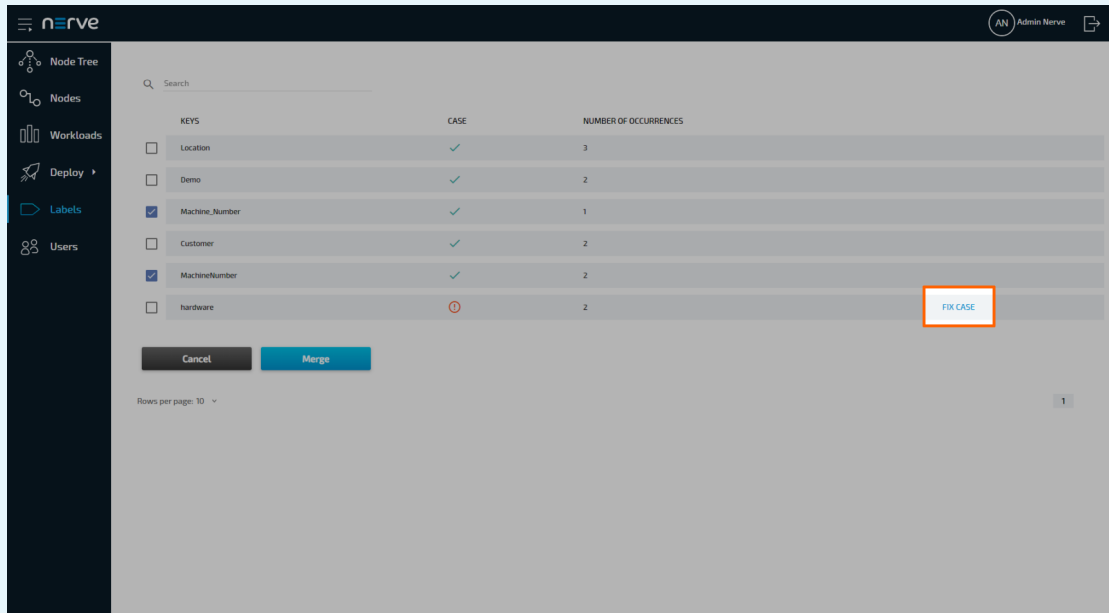 nerve
AN Admin Nerve
Node Tree
Nodes
Workloads
Deploy
Labels
Users
Search
KEYS CASE NUMBER OF OCCURRENCES
Location 3
Demo 2
Machine_Number 1
Customer 2
MachineNumber 2
hardware 2 FIX CASE
Cancel Merge
Rows per page: 10 1